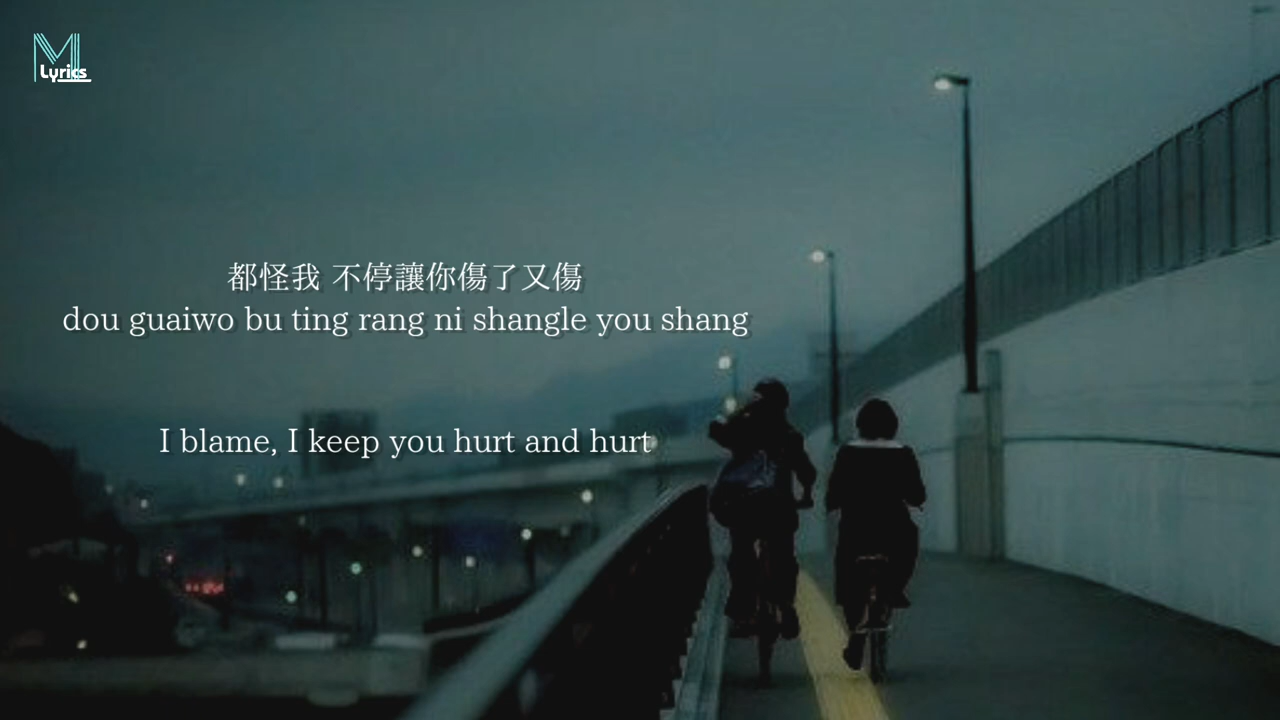 M
Lyrics
都怪我 不停讓你傷了又傷
dou guaiwo bu ting rang ni shangle you shang
I blame, I keep you hurt and hurt